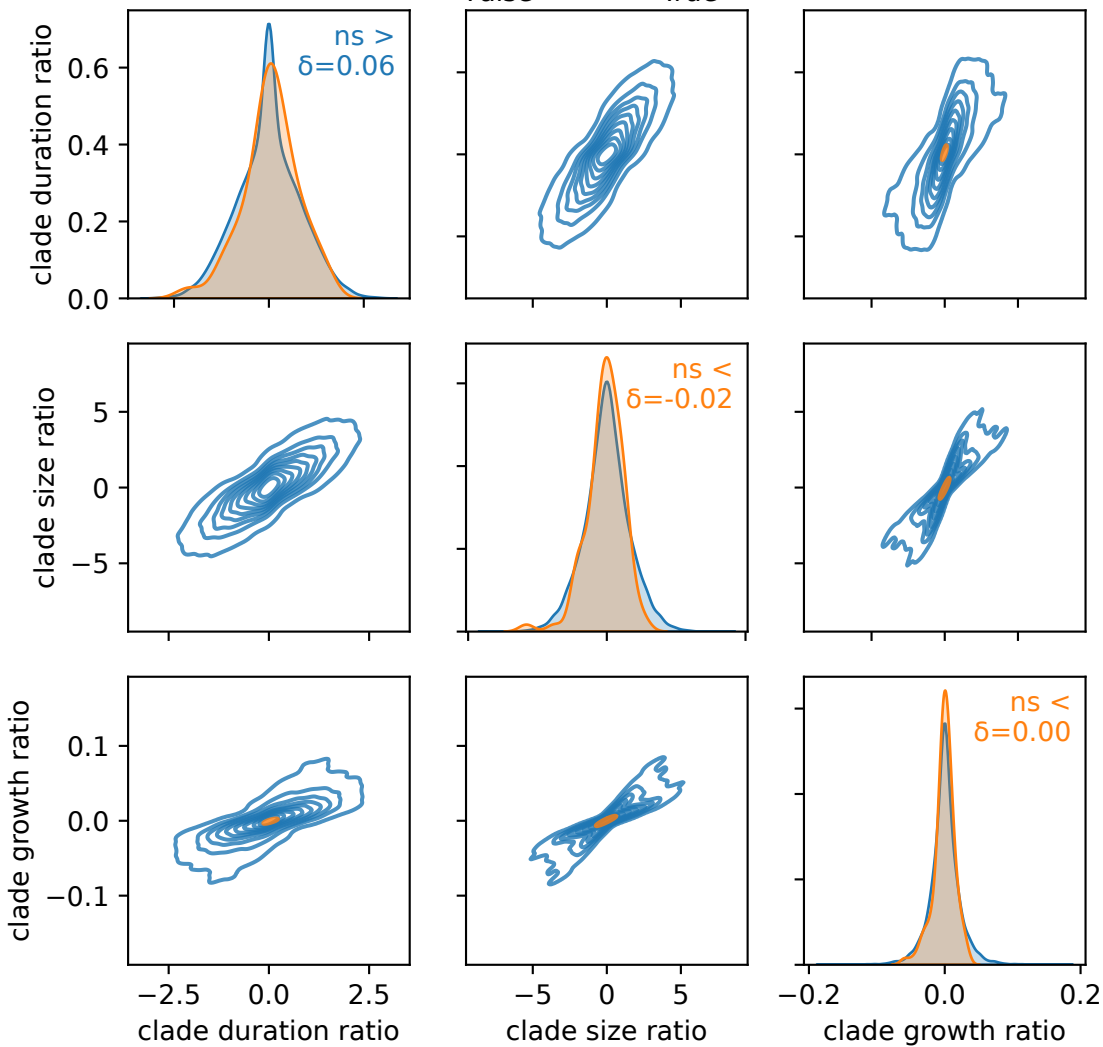 clade duration ratio
0.6
0.4
0.2
0.0
ns >
δ=0.06
clade size ratio
5
0
−5
ns <
δ=-0.02
clade growth ratio
0.1
0.0
−0.1
ns <
δ=0.00
−2.5 0.0 2.5
clade duration ratio
−5 0 5
clade size ratio
−0.2 0.0 0.2
clade growth ratio